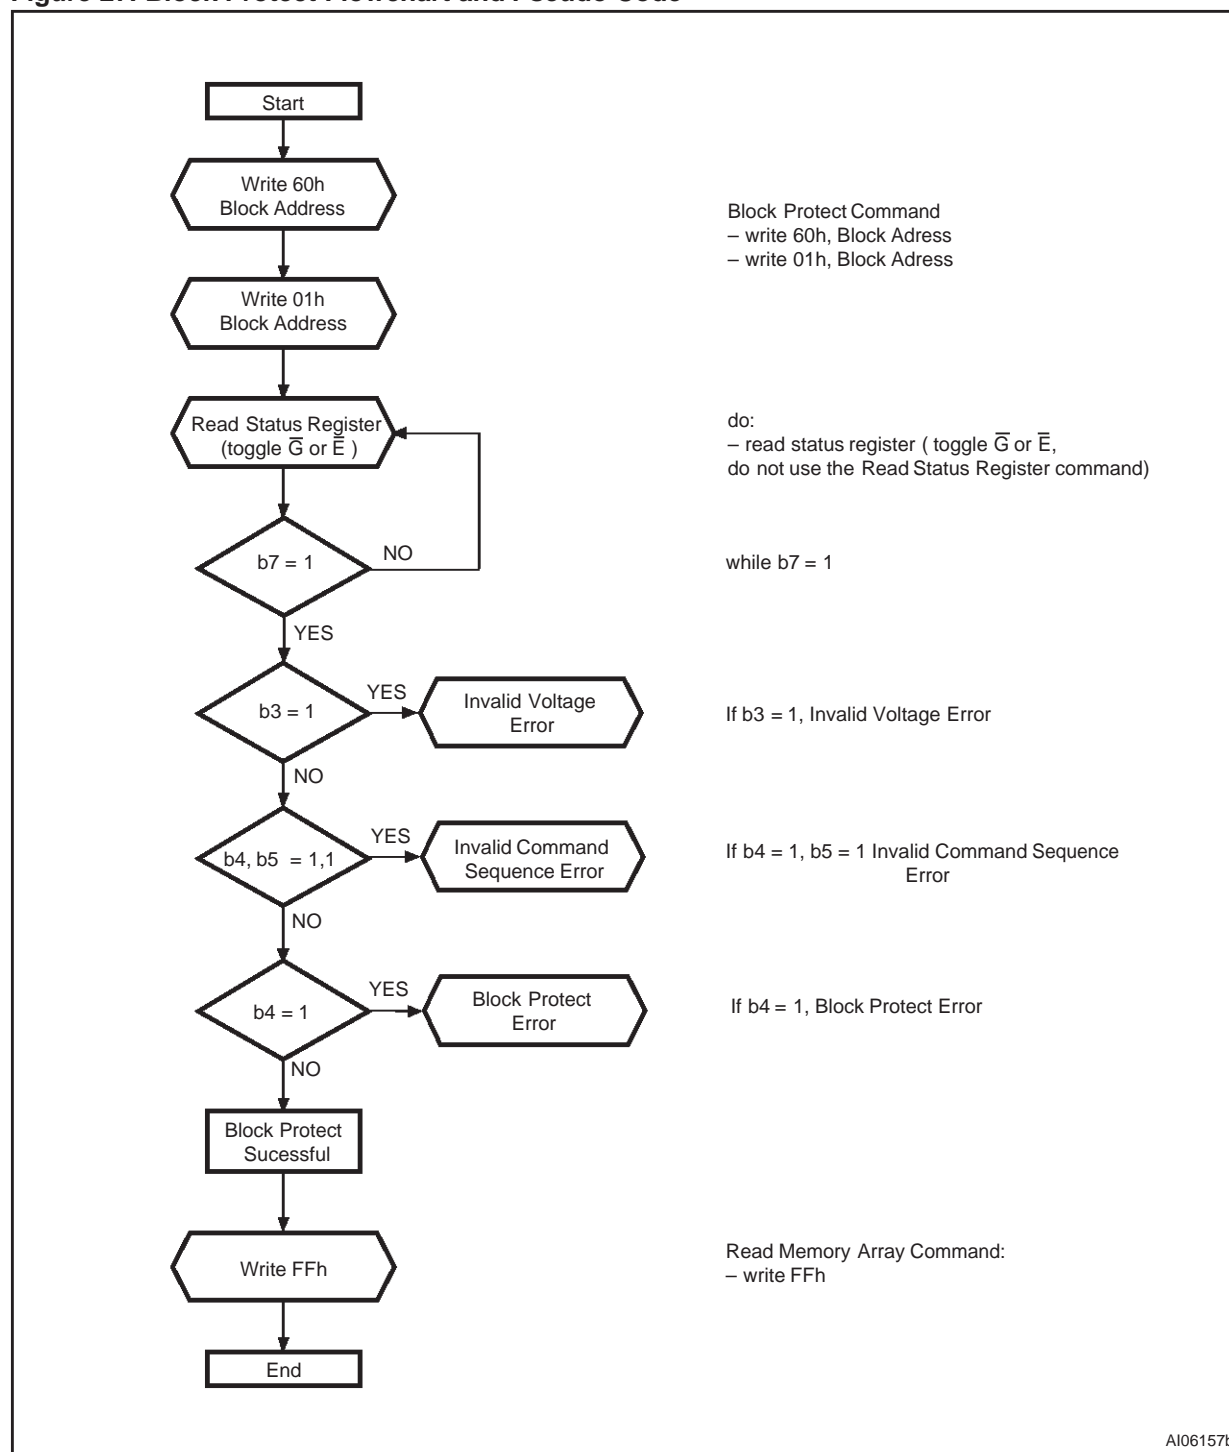 Start
Write 60h
Block Address
Block Protect Command
– write 60h, Block Adress
– write 01h, Block Adress
Write 01h
Block Address
Read Status Register
(toggle G̅ or E̅ )
do:
– read status register ( toggle G̅ or E̅,
do not use the Read Status Register command)
b7 = 1
NO
while b7 = 1
YES
b3 = 1
YES
Invalid Voltage
Error
If b3 = 1, Invalid Voltage Error
NO
b4, b5 = 1,1
YES
Invalid Command
Sequence Error
If b4 = 1, b5 = 1 Invalid Command Sequence
Error
NO
b4 = 1
YES
Block Protect
Error
If b4 = 1, Block Protect Error
NO
Block Protect
Sucessful
Write FFh
Read Memory Array Command:
– write FFh
End
AI06157b